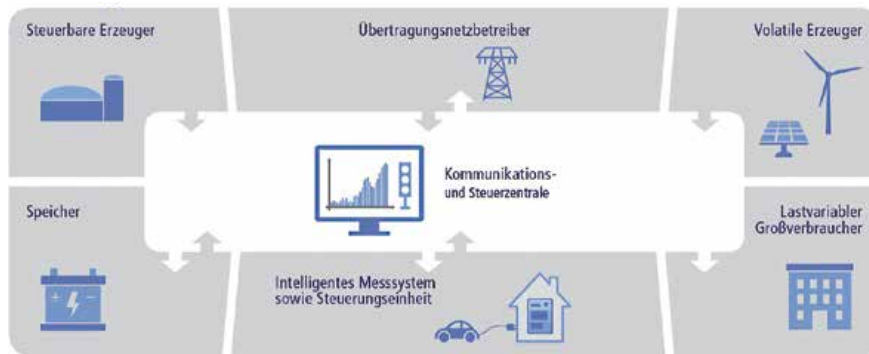 Steuerbare Erzeuger
Übertragungsnetzbetreiber
Volatile Erzeuger
Kommunikations-
und Steuerzentrale
Speicher
Lastvariabler
Großverbraucher
Intelligentes Messsystem
sowie Steuerungseinheit